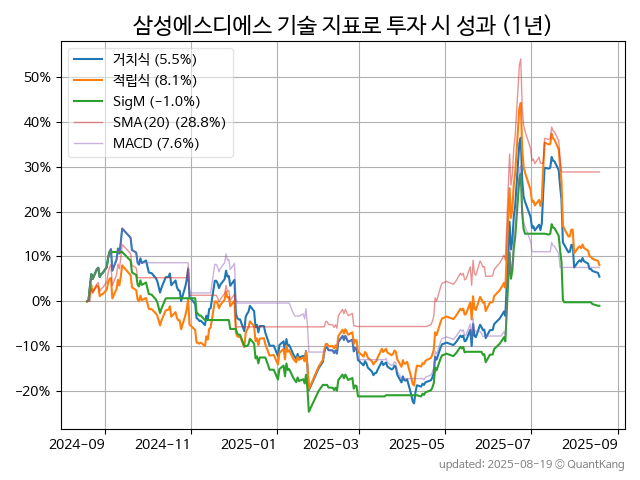 삼성에스디에스 기술 지표로 투자 시 성과 (1년)
거치식 (5.5%)
적립식 (8.1%)
SigM (−1.0%)
SMA(20) (28.8%)
MACD (7.6%)
50%
40%
30%
20%
10%
0%
−10%
−20%
2024-09 2024-11 2025-01 2025-03 2025-05 2025-07 2025-09
updated: 2025-08-19 © QuantKang